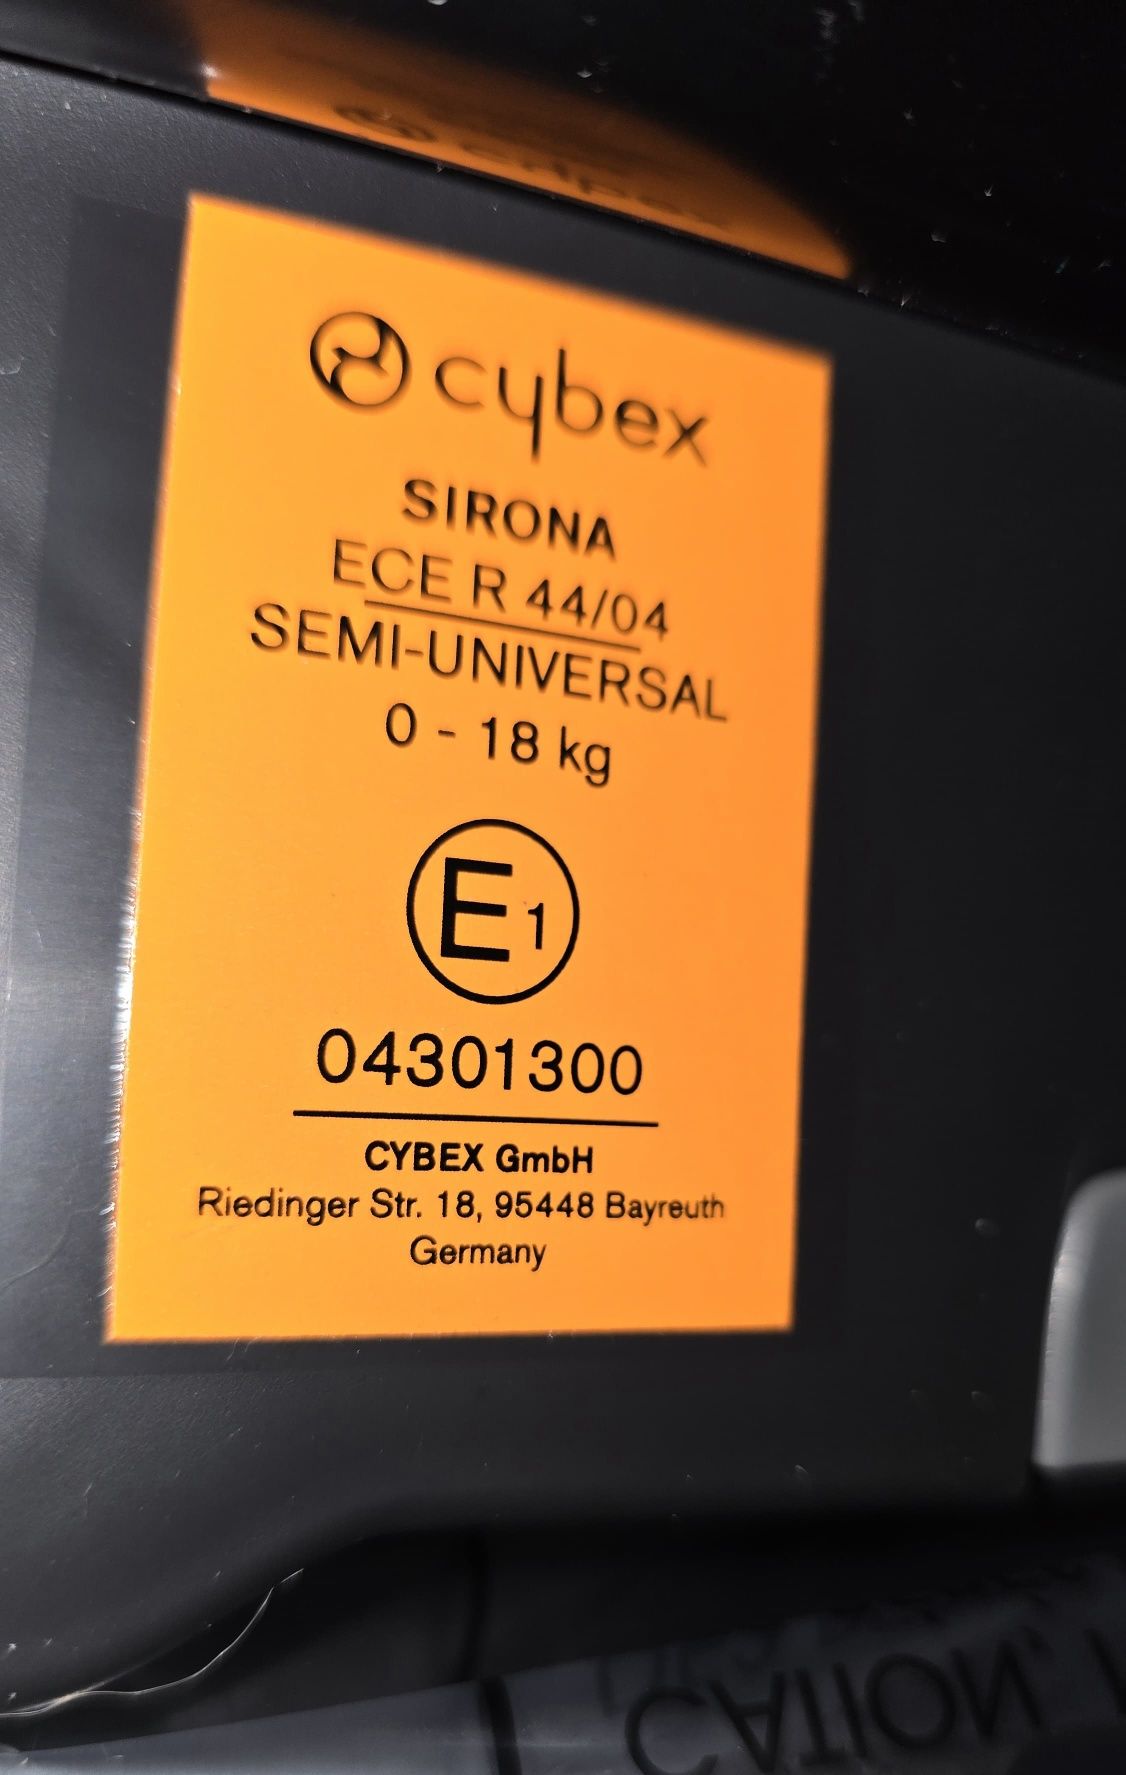 cybex
SIRONA
ECE R 44/04
SEMI-UNIVERSAL
0 - 18 kg
E1
04301300
CYBEX GmbH
Riedinger Str. 18, 95448 Bayreuth
Germany
CATION,